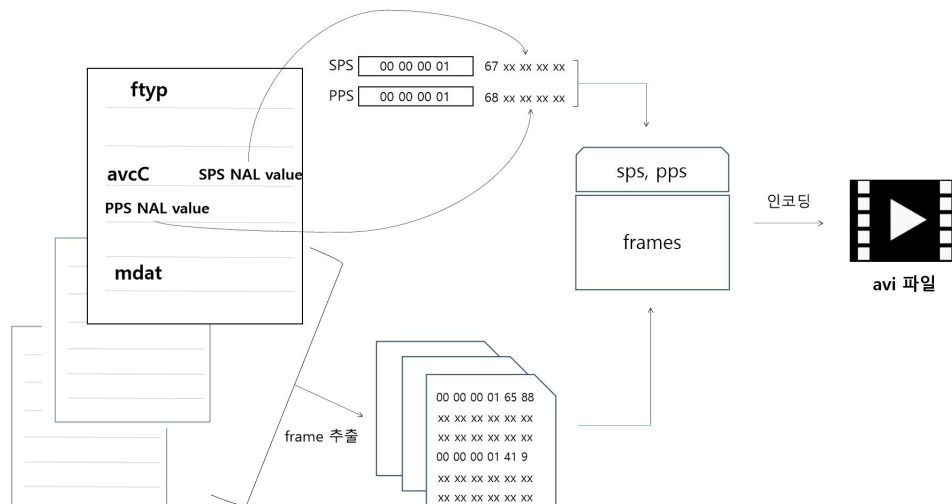 ftyp
avcC SPS NAL value
PPS NAL value
mdat
SPS 00 00 00 01 67 xx xx xx xx
PPS 00 00 00 01 68 xx xx xx xx
sps, pps
frames
인코딩
avi 파일
frame 추출
00 00 00 01 65 88
xx xx xx xx xx xx
xx xx xx xx xx xx
00 00 00 01 41 9
xx xx xx xx xx xx
xx xx xx xx xx xx